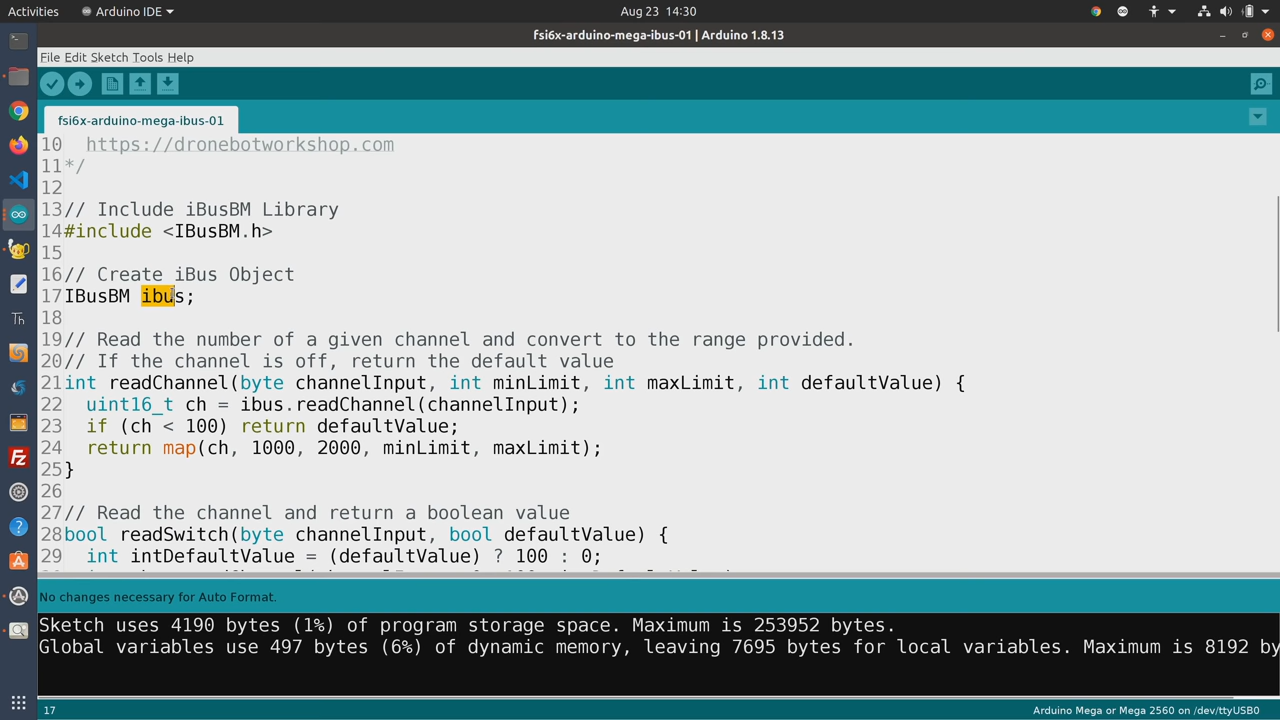 Activities Arduino IDE Aug 23 14:30
fsi6x-arduino-mega-ibus-01 | Arduino 1.8.13
File Edit Sketch Tools Help
fsi6x-arduino-mega-ibus-01
10 https://dronebotworkshop.com
11 */
12
13 // Include iBusBM Library
14 #include <IBusBM.h>
15
16 // Create iBus Object
17 IBusBM ibus;
18
19 // Read the number of a given channel and convert to the range provided.
20 // If the channel is off, return the default value
21 int readChannel(byte channelInput, int minLimit, int maxLimit, int defaultValue) {
22 uint16_t ch = ibus.readChannel(channelInput);
23 if (ch < 100) return defaultValue;
24 return map(ch, 1000, 2000, minLimit, maxLimit);
25 }
26
27 // Read the channel and return a boolean value
28 bool readSwitch(byte channelInput, bool defaultValue) {
29 int intDefaultValue = (defaultValue) ? 100 : 0;
No changes necessary for Auto Format.
Sketch uses 4190 bytes (1%) of program storage space. Maximum is 253952 bytes.
Global variables use 497 bytes (6%) of dynamic memory, leaving 7695 bytes for local variables. Maximum is 8192 by
17 Arduino Mega or Mega 2560 on /dev/ttyUSB0
Th
FZ